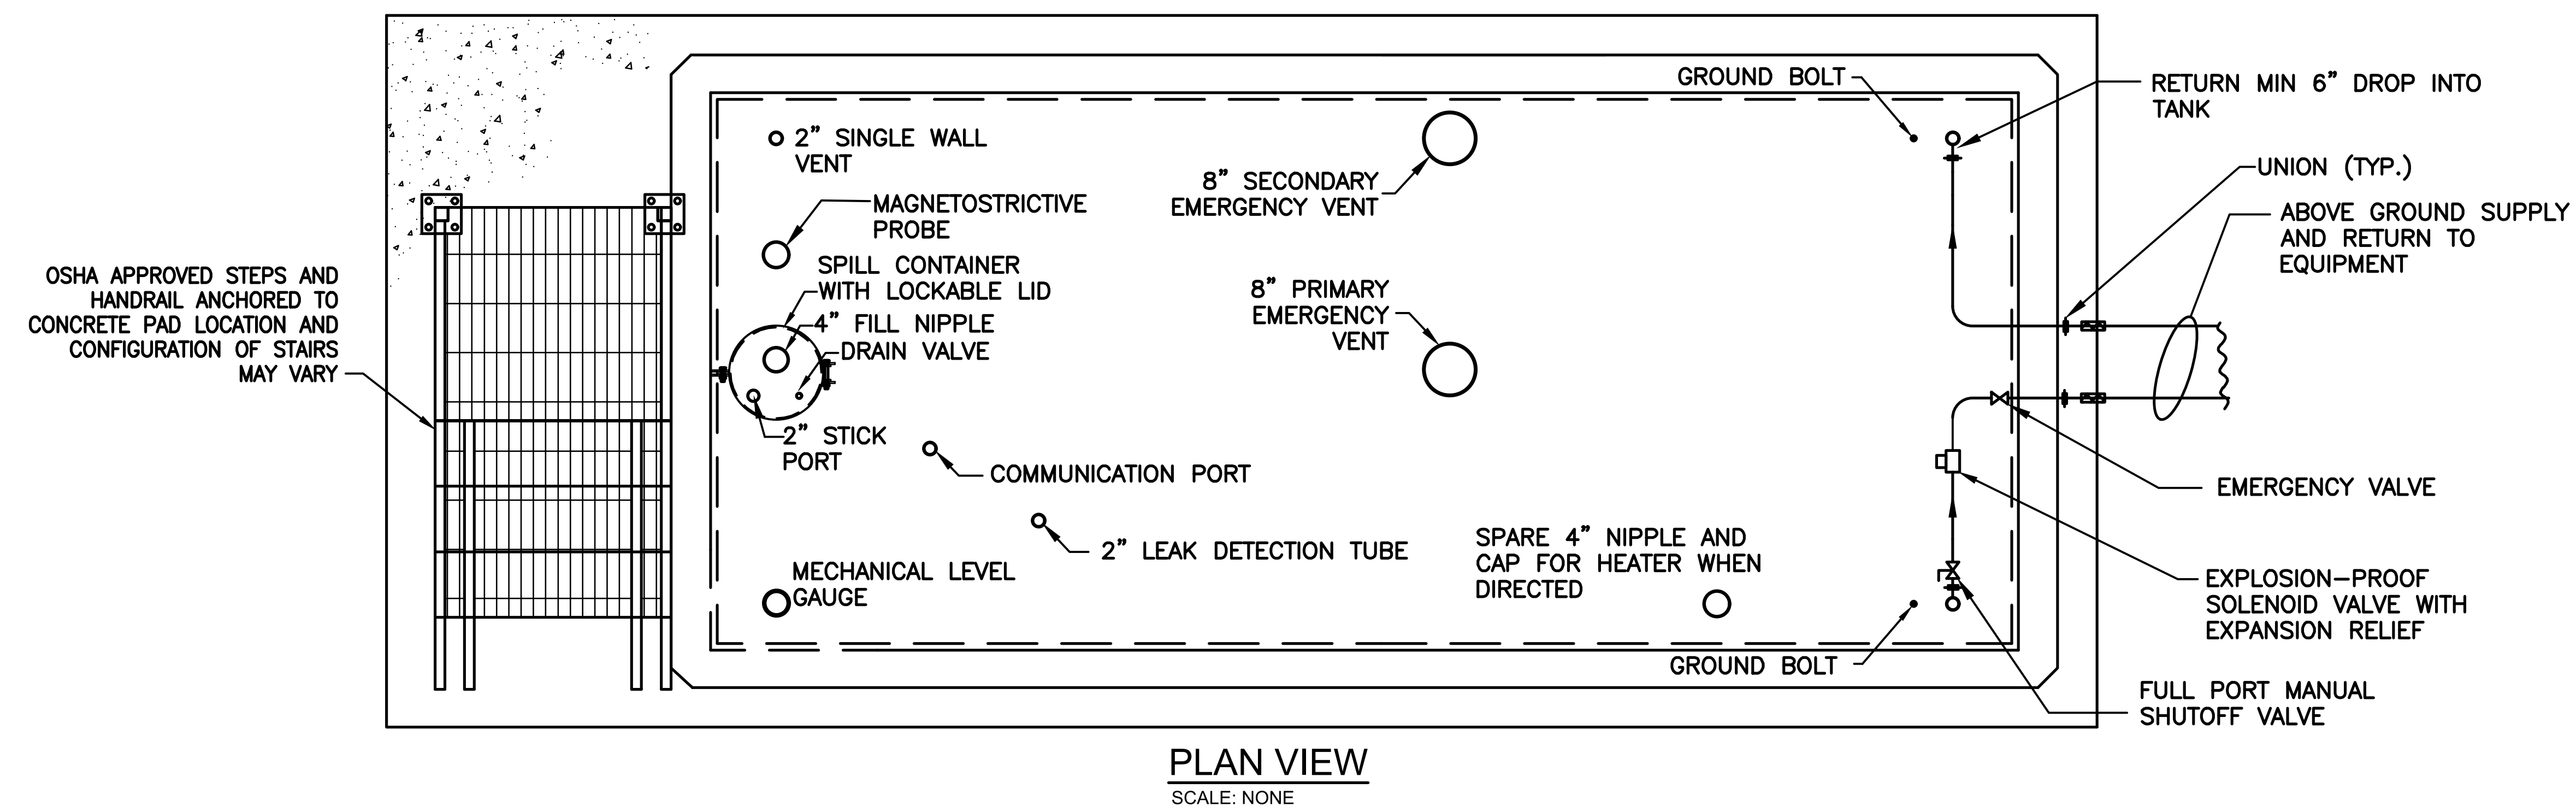 GROUND BOLT
RETURN MIN 6” DROP INTO
TANK
2” SINGLE WALL
VENT
UNION (TYP.)
8” SECONDARY
EMERGENCY VENT
MAGNETOSTRICTIVE
PROBE
ABOVE GROUND SUPPLY
AND RETURN TO
EQUIPMENT
SPILL CONTAINER
WITH LOCKABLE LID
OSHA APPROVED STEPS AND
HANDRAIL ANCHORED TO
CONCRETE PAD LOCATION AND
CONFIGURATION OF STAIRS
MAY VARY
8” PRIMARY
EMERGENCY
VENT
4” FILL NIPPLE
DRAIN VALVE
2” STICK
PORT
COMMUNICATION PORT
EMERGENCY VALVE
2” LEAK DETECTION TUBE
SPARE 4” NIPPLE AND
CAP FOR HEATER WHEN
DIRECTED
MECHANICAL LEVEL
GAUGE
EXPLOSION-PROOF
SOLENOID VALVE WITH
EXPANSION RELIEF
GROUND BOLT
FULL PORT MANUAL
SHUTOFF VALVE
PLAN VIEW
SCALE: NONE